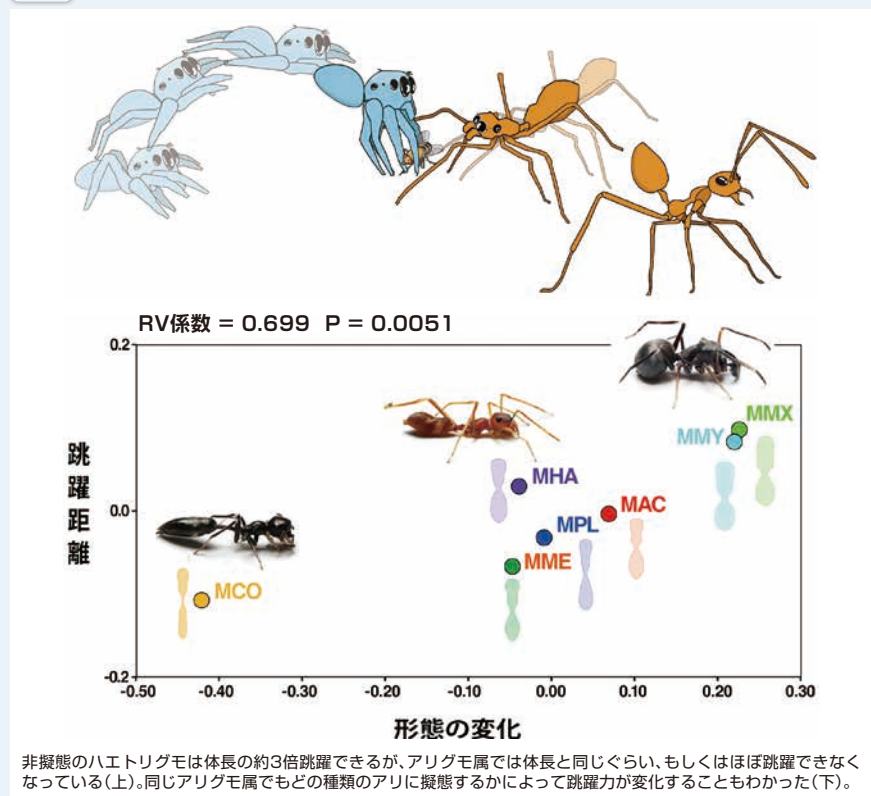 RV係数 = 0.699 P = 0.0051
0.2
MMX
MMY
跳躍距離
MHA
0.0
MAC
MPL
MME
MCO
-0.2
-0.50 -0.40 -0.30 -0.20 -0.10 0.00 0.10 0.20 0.30
形態の変化
非擬態のハエトリグモは体長の約3倍跳躍できるが、アリグモ属では体長と同じぐらい、もしくはほぼ跳躍できなく
なっている(上)。同じアリグモ属でもどの種類のアリに擬態するかによって跳躍力が変化することもわかった(下)。